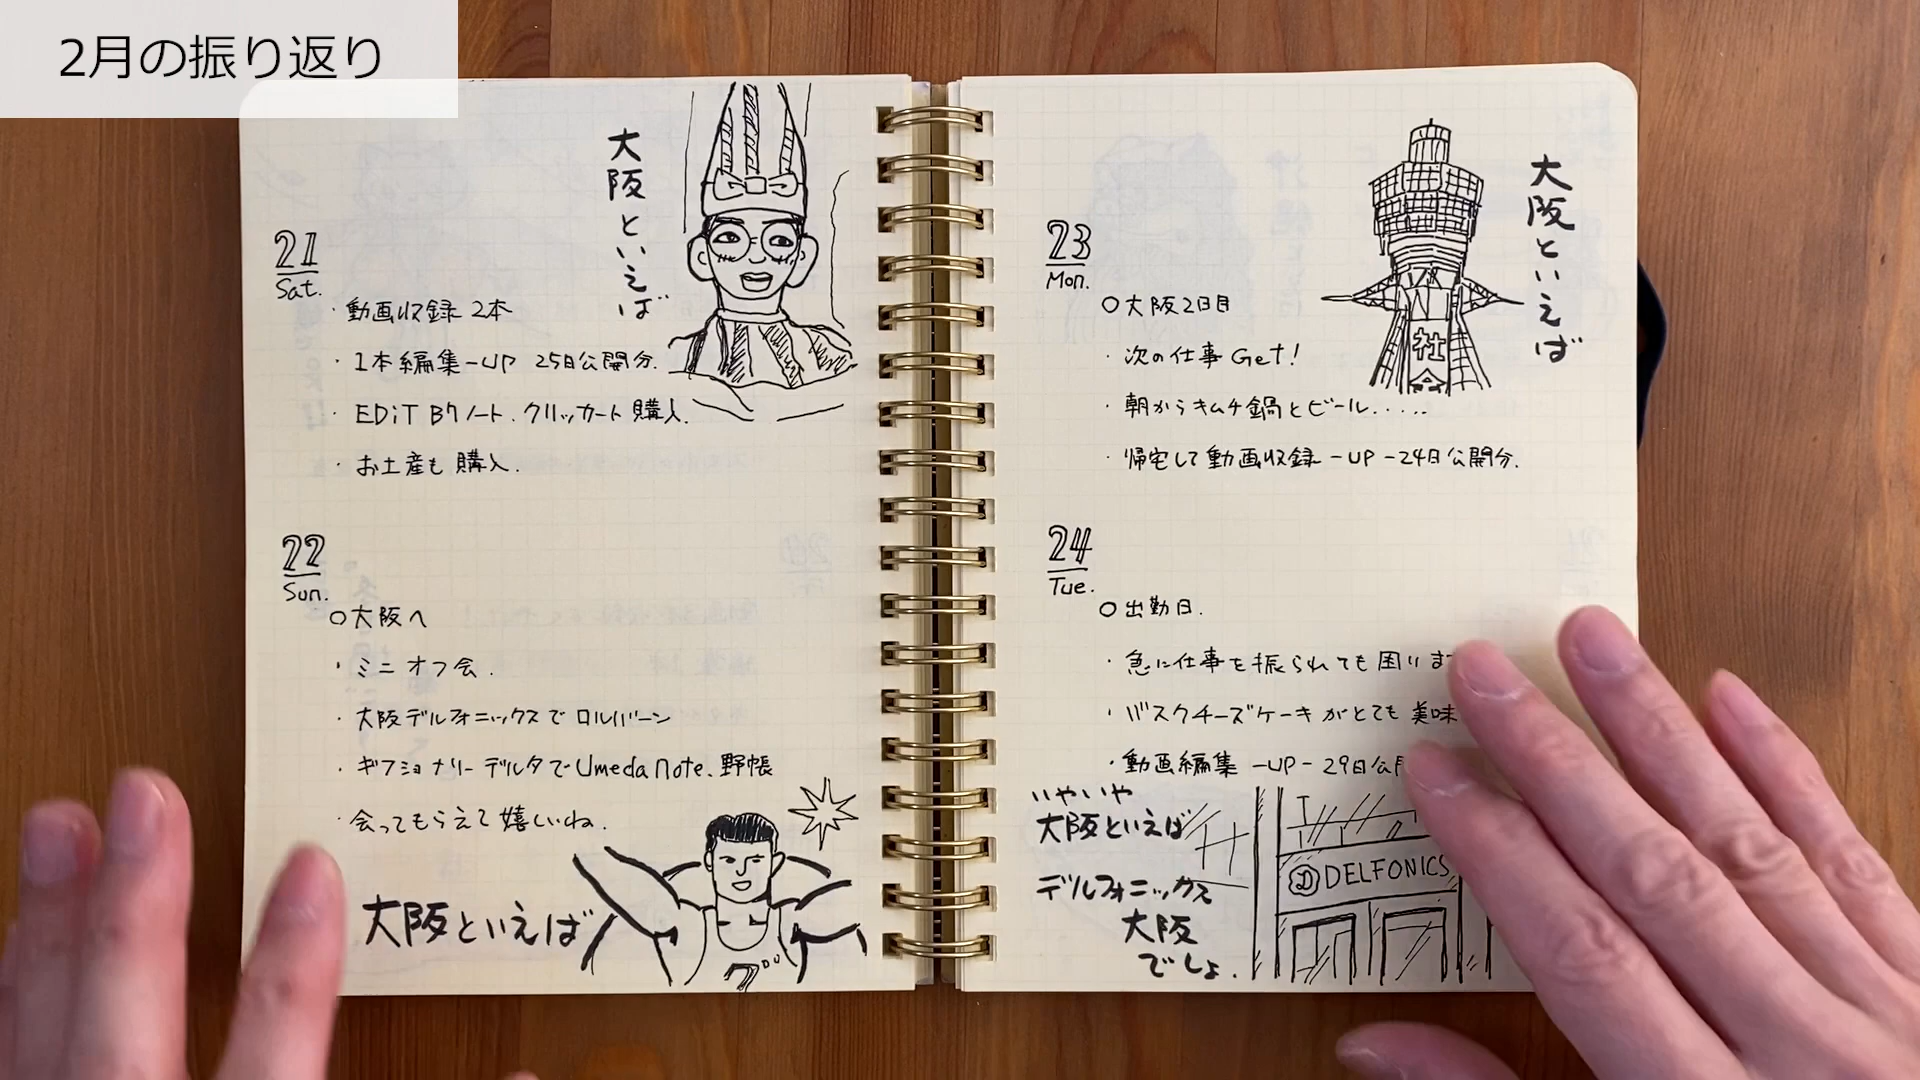 2月の振り返り
大阪といえば
21
Sat.
・動画収録 2本
・1本編集-UP 25日公開分.
・EDiT B7ノート.クリッカート購入.
・お土産も購入.
22
Sun.
○大阪へ
・ミニオフ会.
・大阪デルフォニックスでロルバーン
・ギフショナリーデルタでUmeda note.野帳
・会ってもらえて嬉しいね.
大阪といえば
大阪といえば
社
23
Mon.
○大阪2日目
・次の仕事Get!
・朝からキムチ鍋とビール.....
・帰宅して動画収録-UP-24日公開分.
24
Tue.
○出勤日.
・急に仕事を振られても困りま
・バスクチーズケーキがとても美味
・動画編集 -UP- 29日公
いやいや
大阪といえば
デルフォニックス
大阪
でしょ.
DELFONICS